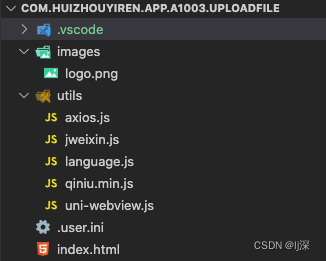 COM.HUIZHOUYIREN.APP.A1003.UPLOADFILE
.vscode
images
logo.png
utils
JS axios.js
JS jweixin.js
JS language.js
JS qiniu.min.js
JS uni-webview.js
.user.ini
index.html
CSDN @lj深